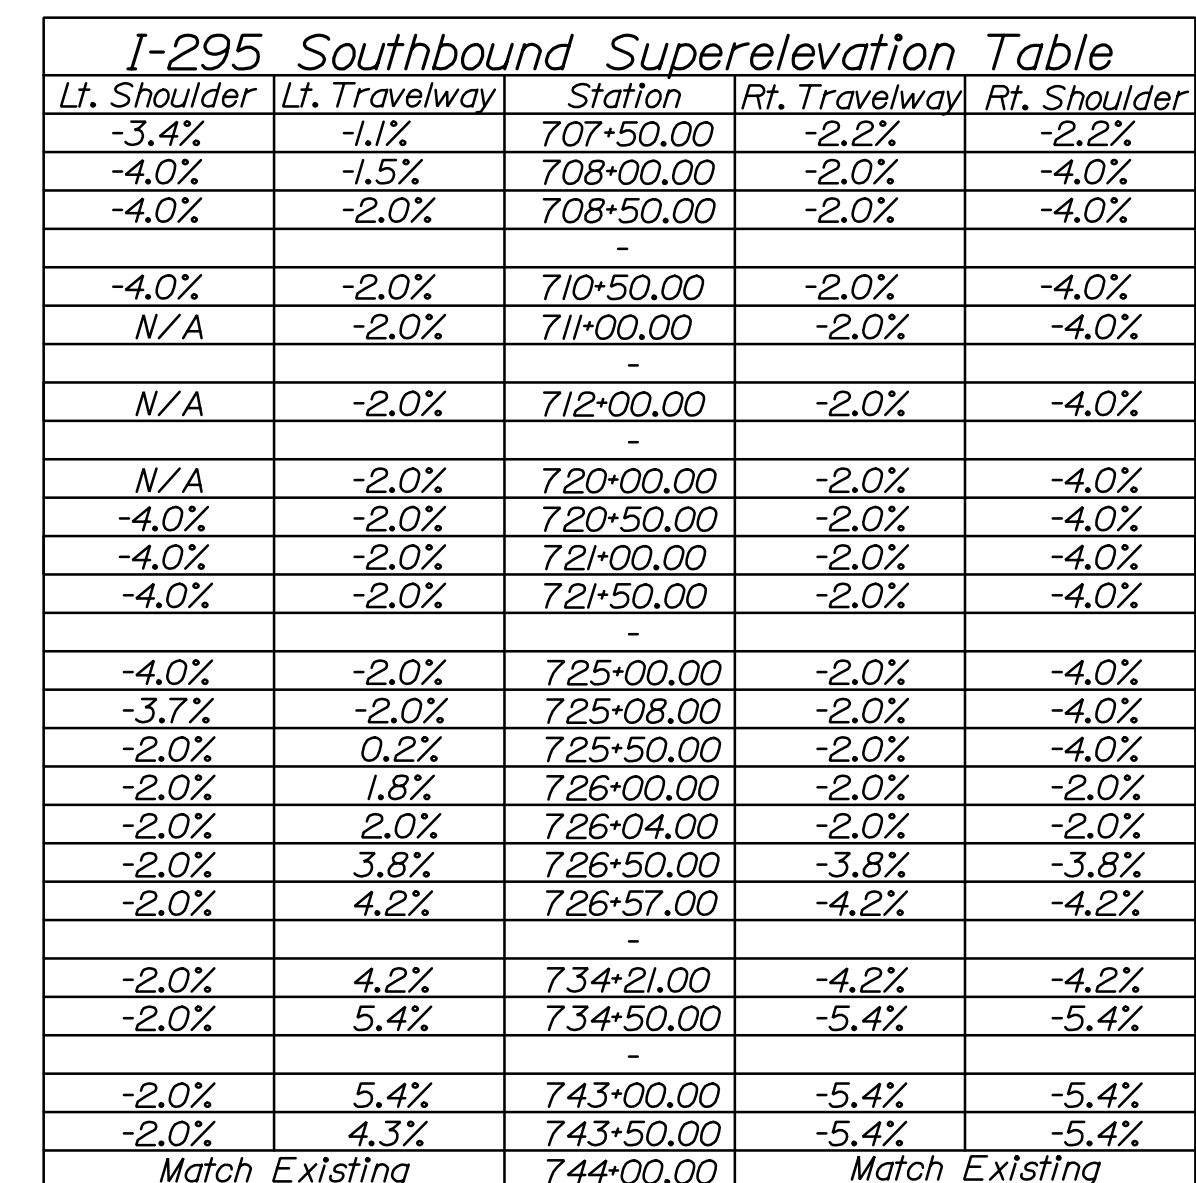 I-295 Southbound Superelevation Table
Lt. Shoulder Lt. Travelway Station Rt. Travelway Rt. Shoulder
-3.4% -1.1% 707+50.00 -2.2% -2.2%
-4.0% -1.5% 708+00.00 -2.0% -4.0%
-4.0% -2.0% 708+50.00 -2.0% -4.0%
-
-4.0% -2.0% 710+50.00 -2.0% -4.0%
N/A -2.0% 711+00.00 -2.0% -4.0%
-
N/A -2.0% 712+00.00 -2.0% -4.0%
-
N/A -2.0% 720+00.00 -2.0% -4.0%
-4.0% -2.0% 720+50.00 -2.0% -4.0%
-4.0% -2.0% 721+00.00 -2.0% -4.0%
-4.0% -2.0% 721+50.00 -2.0% -4.0%
-
-4.0% -2.0% 725+00.00 -2.0% -4.0%
-3.7% -2.0% 725+08.00 -2.0% -4.0%
-2.0% 0.2% 725+50.00 -2.0% -4.0%
-2.0% 1.8% 726+00.00 -2.0% -2.0%
-2.0% 2.0% 726+04.00 -2.0% -2.0%
-2.0% 3.8% 726+50.00 -3.8% -3.8%
-2.0% 4.2% 726+57.00 -4.2% -4.2%
-
-2.0% 4.2% 734+21.00 -4.2% -4.2%
-2.0% 5.4% 734+50.00 -5.4% -5.4%
-
-2.0% 5.4% 743+00.00 -5.4% -5.4%
-2.0% 4.3% 743+50.00 -5.4% -5.4%
Match Existing 744+00.00 Match Existing